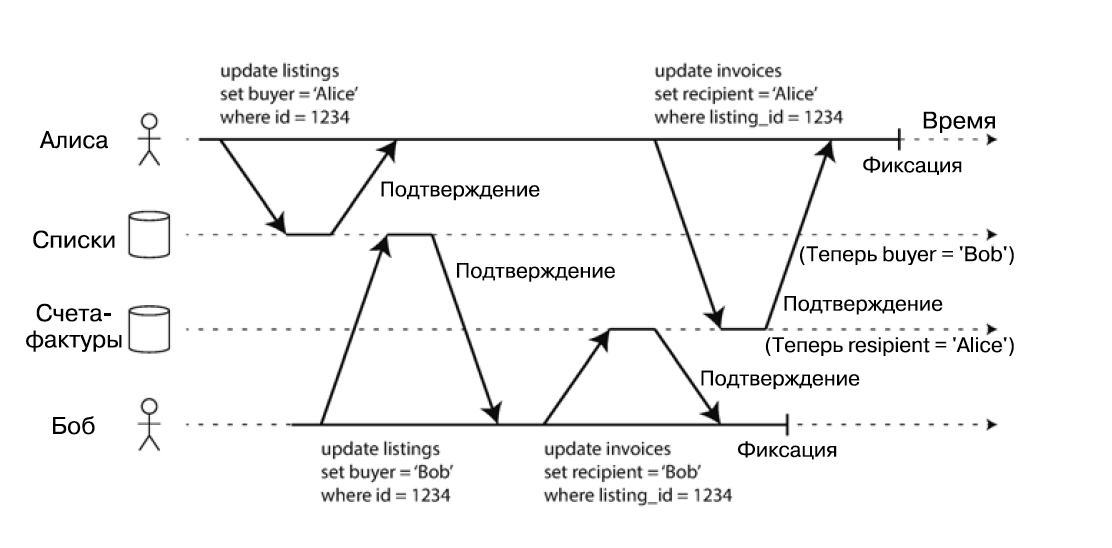 update listings
set buyer = ‘Alice’
where id = 1234
update invoices
set recipient = ‘Alice’
where listing_id = 1234
Время
Алиса
Фиксация
Подтверждение
Списки
(Теперь buyer = 'Bob')
Подтверждение
Подтверждение
Счета-
фактуры
(Теперь resipient = 'Alice')
Подтверждение
Боб
Фиксация
update listings
set buyer = ‘Bob’
where id = 1234
update invoices
set recipient = ‘Bob’
where listing_id = 1234